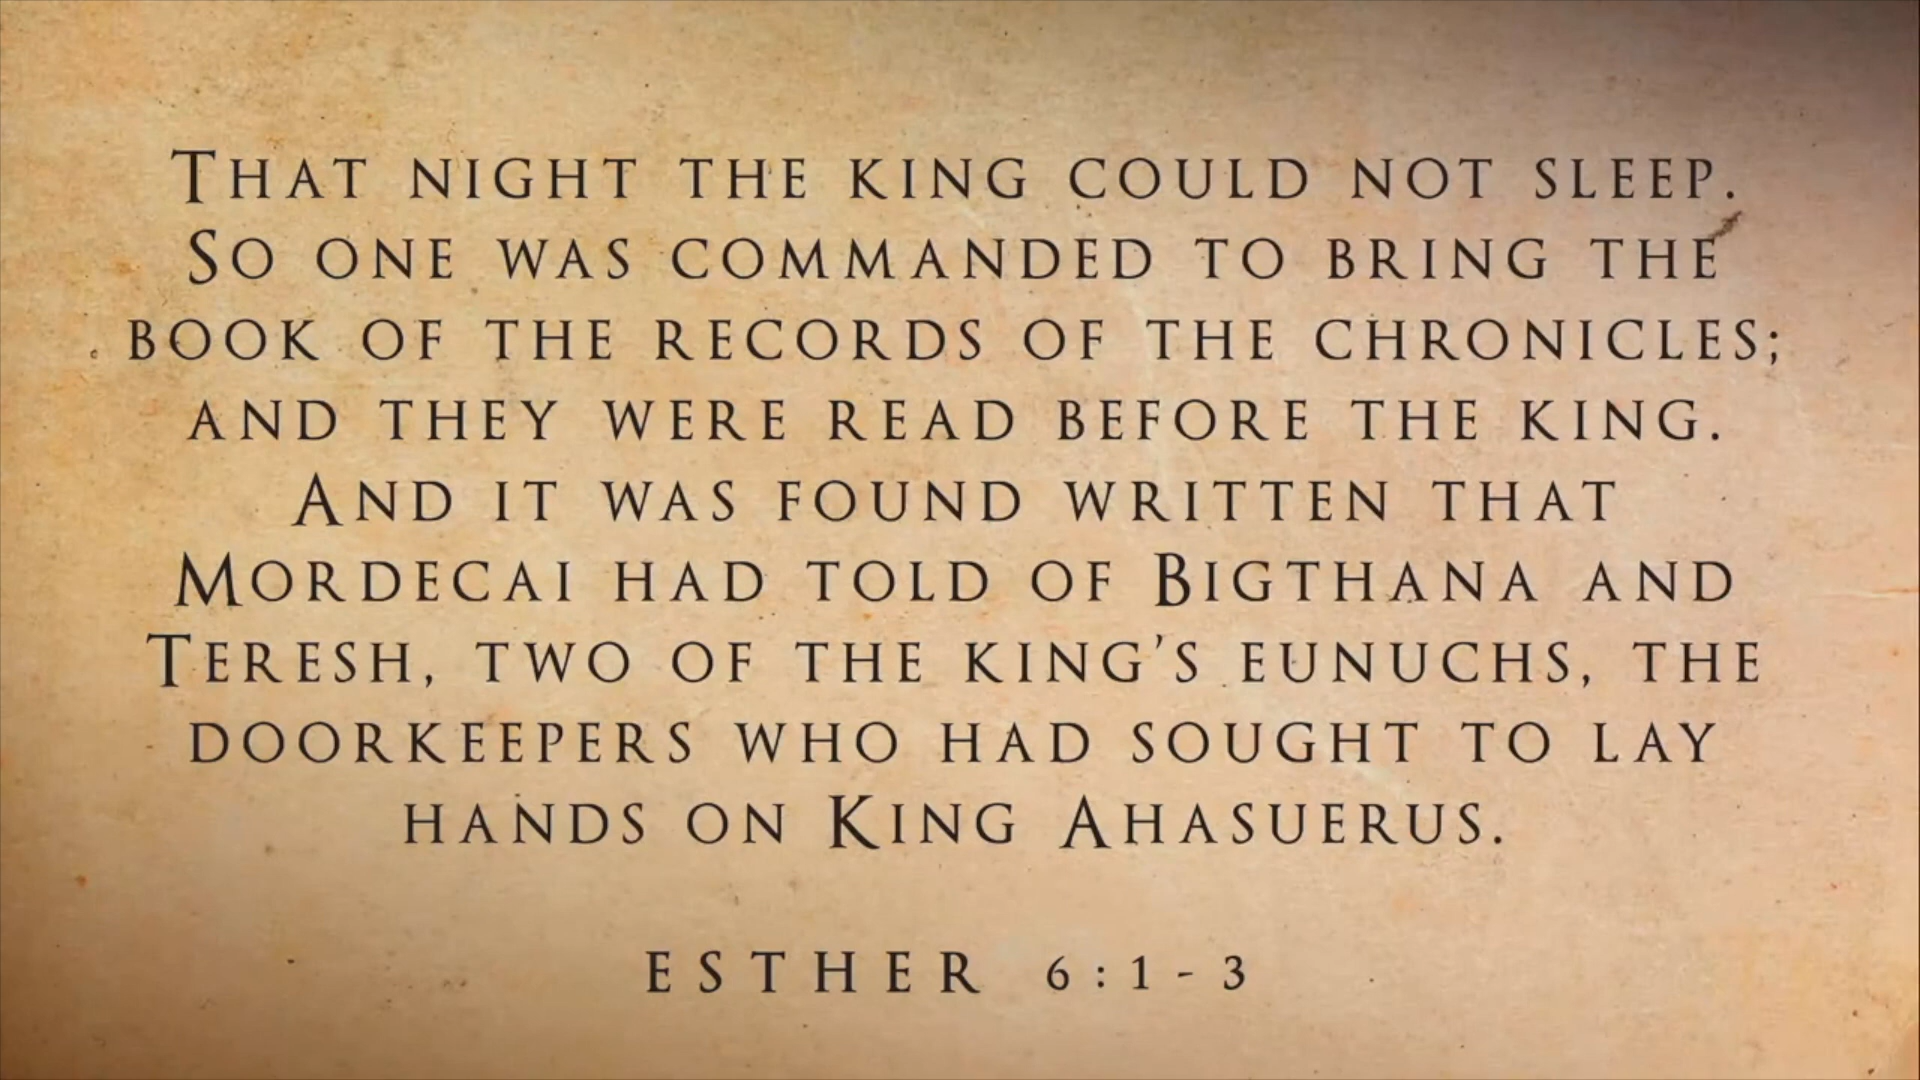 That night the king could not sleep.
So one was commanded to bring the
book of the records of the chronicles;
and they were read before the king.
And it was found written that
Mordecai had told of Bigthana and
Teresh, two of the king’s eunuchs, the
doorkeepers who had sought to lay
hands on King Ahasuerus.
ESTHER 6:1-3